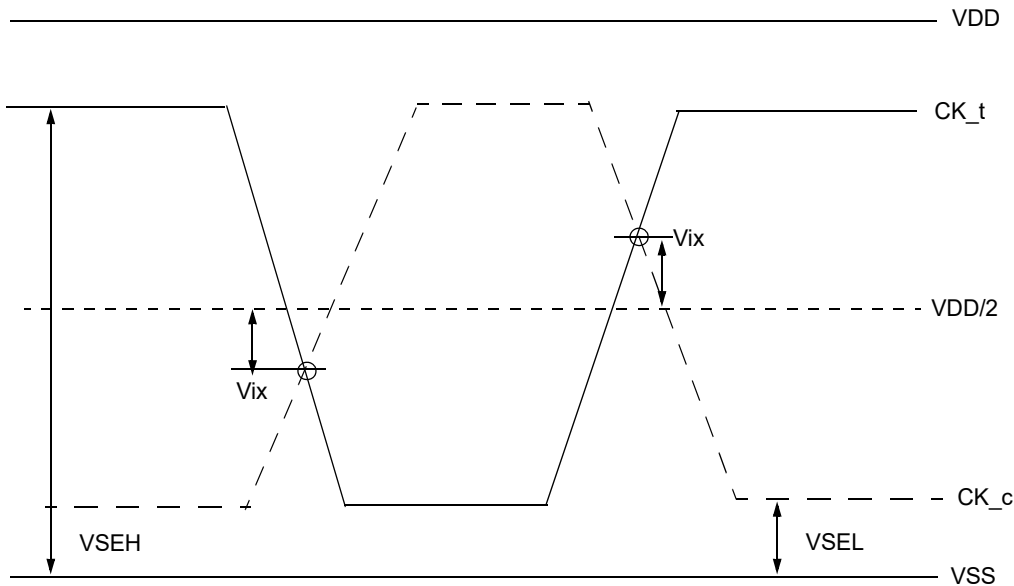 VDD
CK_t
Vix
VDD/2
Vix
CK_c
VSEH
VSEL
VSS